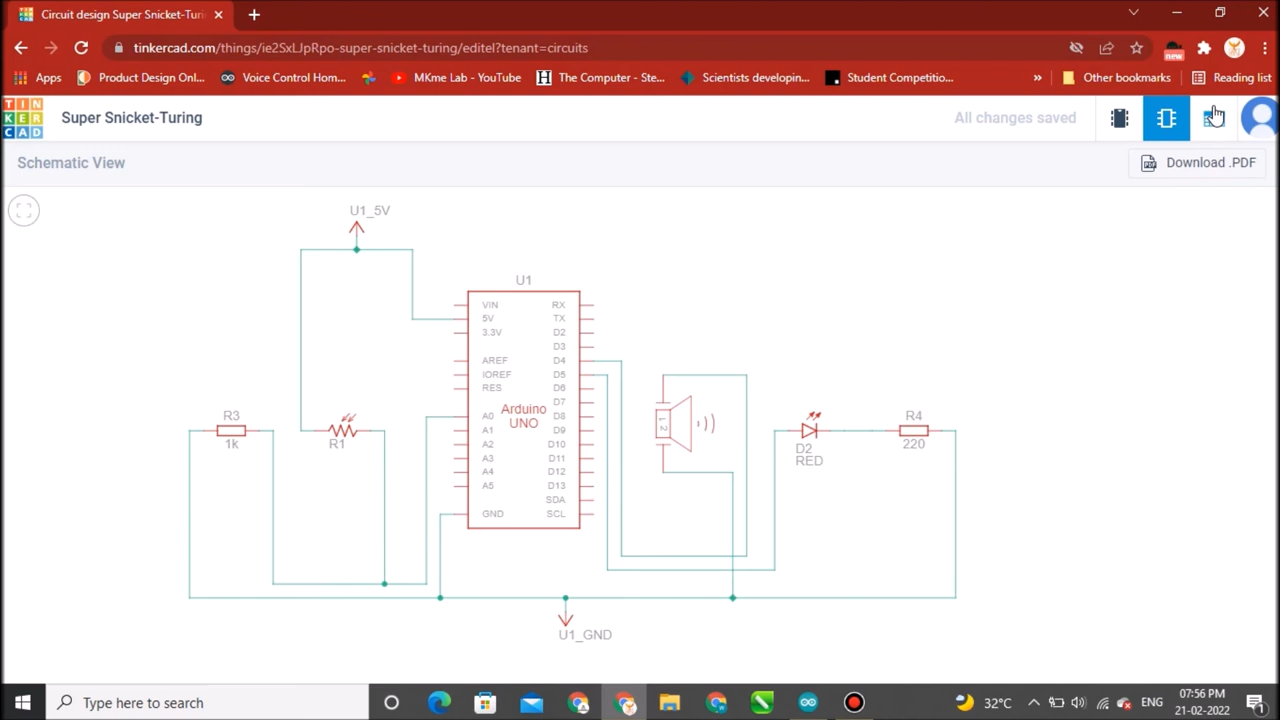 Circuit design Super Snicket-Turi
tinkercad.com/things/ie2SxLJpRpo-super-snicket-turing/editel?tenant=circuits
new
Apps
Product Design Onl...
Voice Control Hom...
MKme Lab - YouTube
H
The Computer - Ste...
Scientists developin...
Student Competitio...
»
Other bookmarks
Reading list
TIN
KER
CAD
Super Snicket-Turing
All changes saved
Schematic View
PDF
Download .PDF
U1_5V
U1
VIN RX
5V TX
3.3V D2
D3
AREF D4
IOREF D5
RES D6
D7
A0 D8
A1 D9
A2 D10
A3 D11
A4 D12
A5 D13
SDA
GND SCL
Arduino
UNO
R3
1k
R1
1 2
D2
RED
R4
220
U1_GND
Type here to search
32°C
ENG
07:56 PM
21-02-2022
1